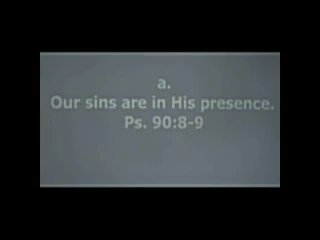 a.
Our sins are in His presence.
Ps. 90:8-9